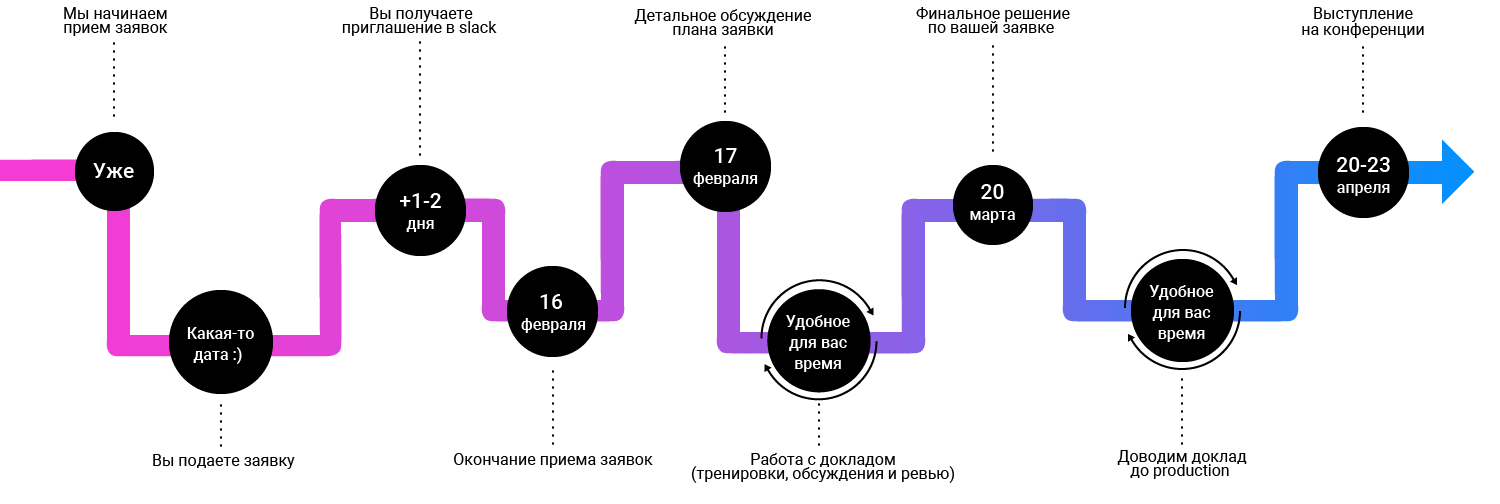 Мы начинаем
прием заявок
Уже
Какая-то
дата :)
Вы подаете заявку
Вы получаете
приглашение в slack
+1-2
дня
16
февраля
Окончание приема заявок
Детальное обсуждение
плана заявки
17
февраля
Удобное
для вас
время
Работа с докладом
(тренировки, обсуждения и ревью)
Финальное решение
по вашей заявке
20
марта
Удобное
для вас
время
Доводим доклад
до production
Выступление
на конференции
20-23
апреля